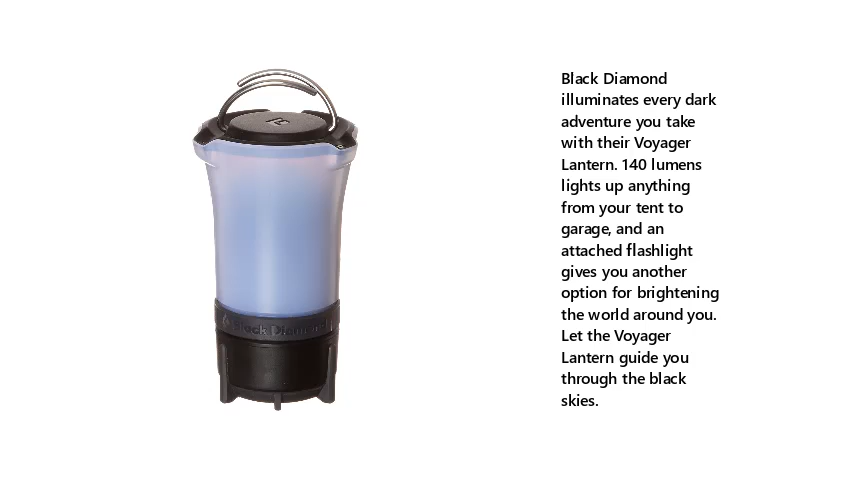 Black Diamond
illuminates every dark
adventure you take
with their Voyager
Lantern. 140 lumens
lights up anything
from your tent to
garage, and an
attached flashlight
gives you another
option for brightening
the world around you.
Let the Voyager
Lantern guide you
through the black
skies.
Black Diamond